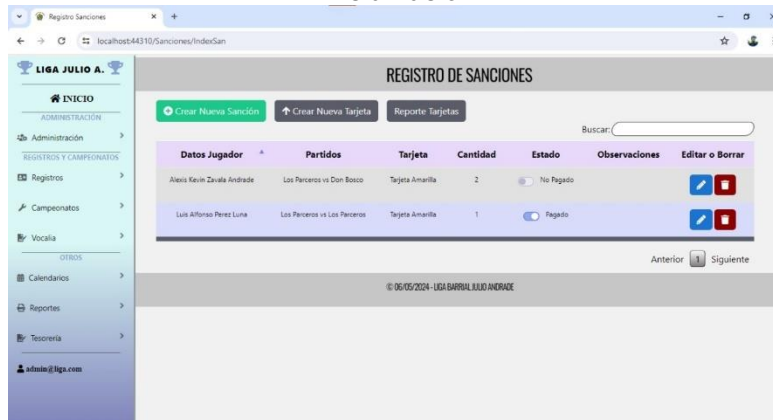 Registro Sanciones
localhost:44310/Sanciones/IndexSan
LIGA JULIO A.
INICIO
ADMINISTRACIÓN
Administración
REGISTROS Y CAMPEONATOS
Registros
Campeonatos
Vocalia
OTROS
Calendarios
Reportes
Tesoreria
admin@liga.com
REGISTRO DE SANCIONES
Crear Nueva Sanción Crear Nueva Tarjeta Reporte Tarjetas
Buscar:
Datos Jugador Partidos Tarjeta Cantidad Estado Observaciones Editar o Borrar
Alexis Kevin Zavala Andrade Los Parceros vs Don Bosco Tarjeta Amarilla 2 No Pagado
Luis Alfonso Perez Luna Los Parceros vs Los Parceros Tarjeta Amarilla 1 Pagado
Anterior 1 Siguiente
© 06/05/2024 - LIGA BARRIAL JULIO ANDRADE